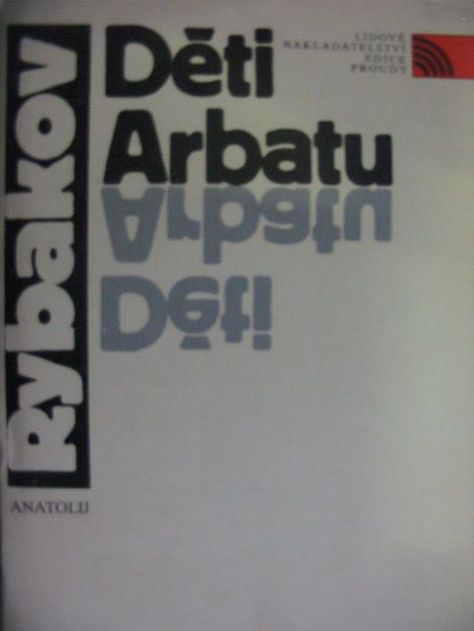 Děti
Arbatu
Arbatu
Děti
LIDOVÉ
NAKLADATELSTVÍ
EDICE
PROUDY
Rybakov
ANATOLIJ